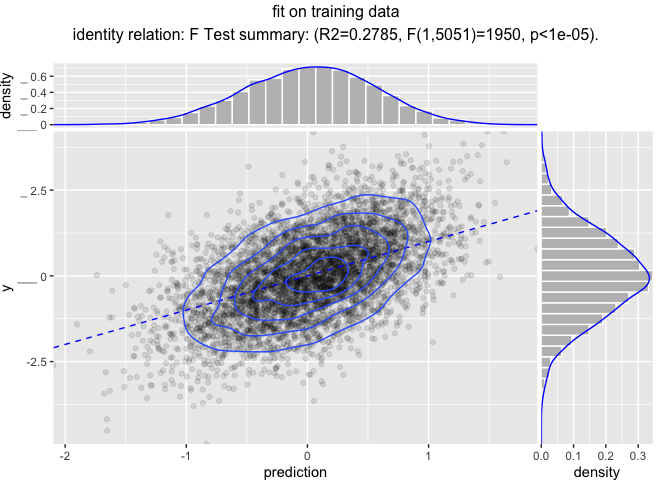 fit on training data
identity relation: F Test summary: (R2=0.2785, F(1,5051)=1950, p<1e-05).
density
0.6
0.4
0.2
0
y
2.5
0
-2.5
-2 -1 0 1
prediction
0.0 0.1 0.2 0.3
density